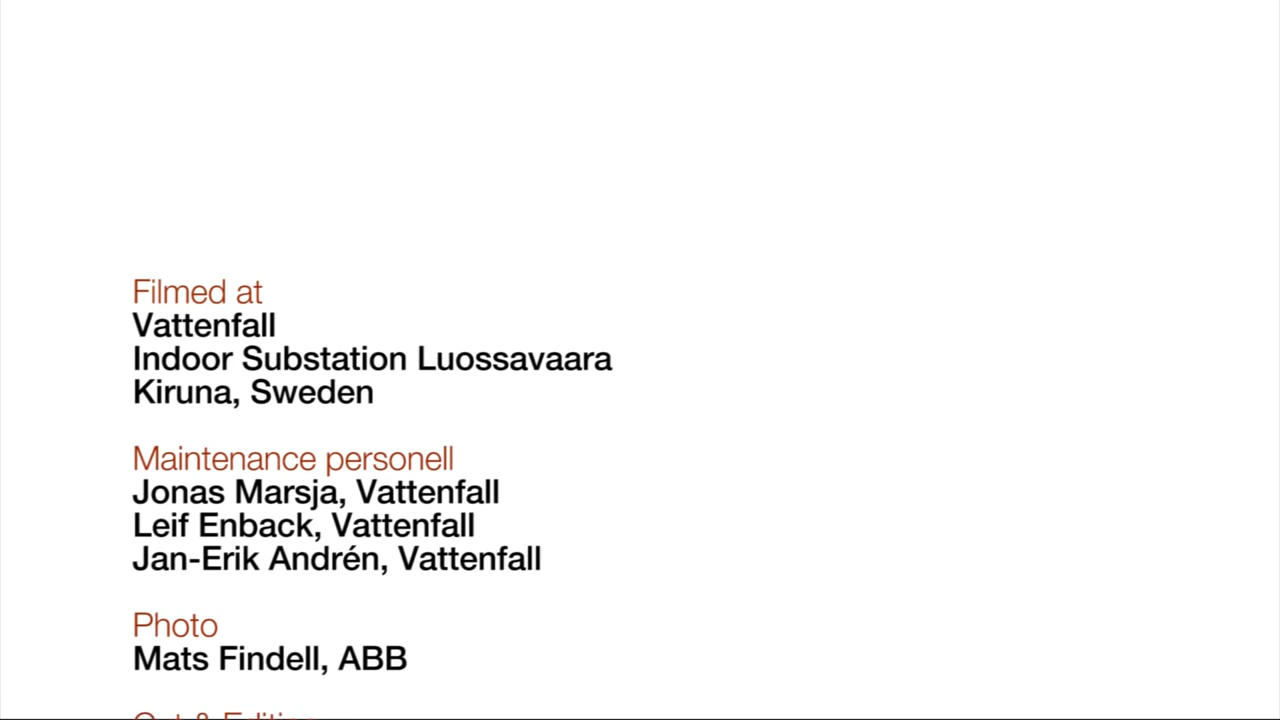 Filmed at
Vattenfall
Indoor Substation Luossavaara
Kiruna, Sweden
Maintenance personell
Jonas Marsja, Vattenfall
Leif Enback, Vattenfall
Jan-Erik Andrén, Vattenfall
Photo
Mats Findell, ABB